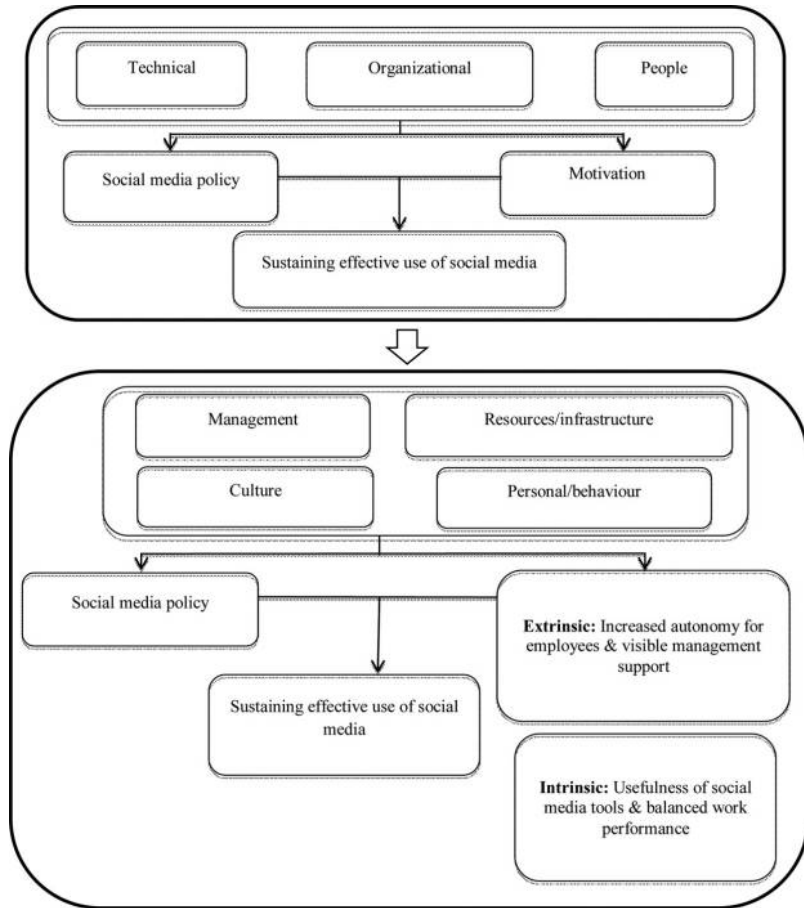 Technical
Organizational
People
Social media policy
Motivation
Sustaining effective use of social media
Management
Resources/infrastructure
Culture
Personal/behaviour
Social media policy
Extrinsic: Increased autonomy for
employees & visible management
support
Sustaining effective use of social
media
Intrinsic: Usefulness of social
media tools & balanced work
performance